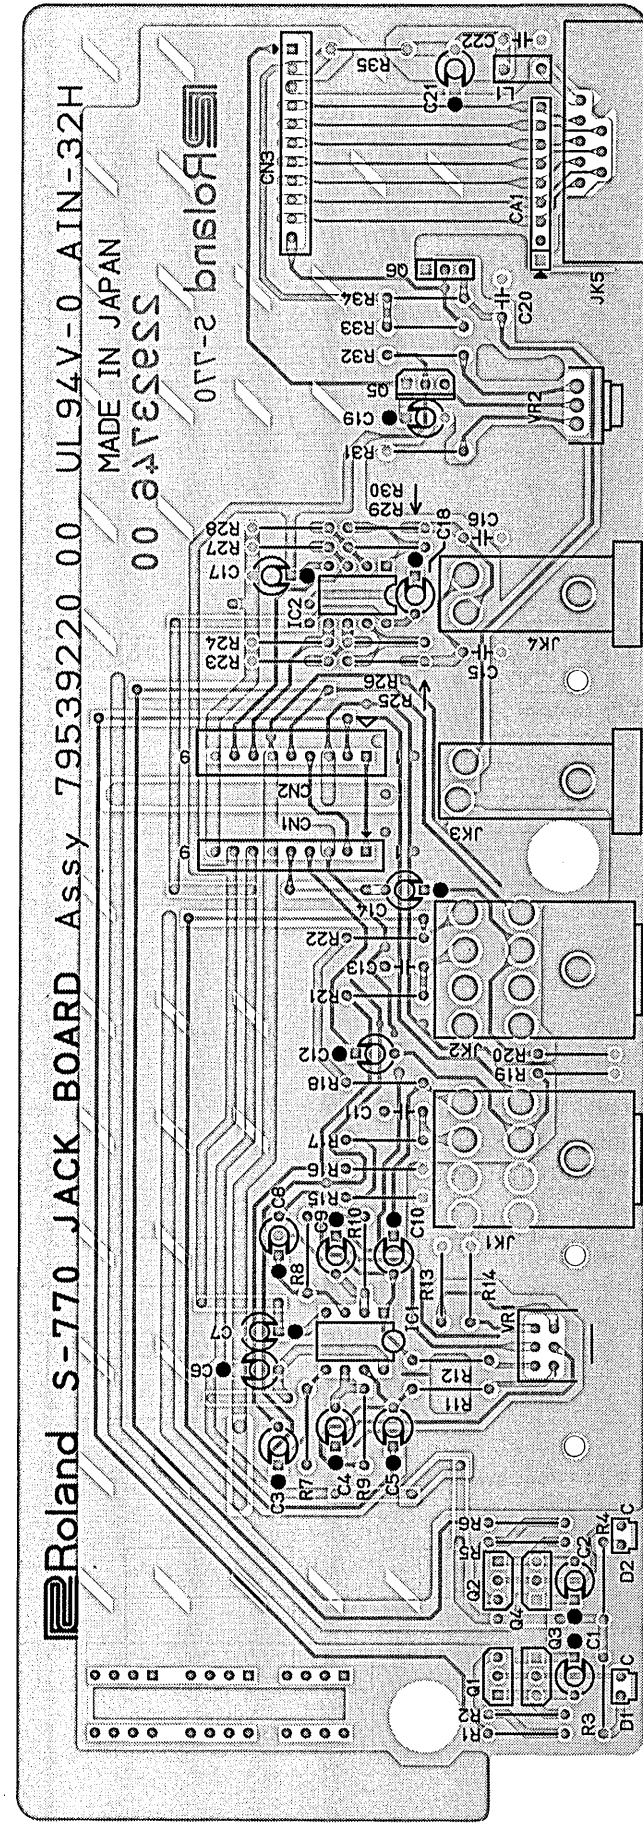 Roland S-770 JACK BOARD Assy 79539220 00 UL94V-0 AIN-32H
MADE IN JAPAN
22923746 00
Roland S-770
CN3
R35
C22
C21
CA1
JK5
Q6
R34
R33
C20
R32
Q5
C19
VR2
R31
R30
R29
R28
R27
C18
C16
C17
IC2
R24
R23
C15
JK4
R26
R25
9
CN2
CN1
9
JK3
C14
R22
C13
R21
JK2
C12
R20
R19
R18
C11
R17
R16
R15
JK1
C8
C9
R10
C10
R8
R13
R14
C7
IC1
VR1
C6
R12
R11
C3
R7
C4
R9
C5
R6
R5
R4
C
C2
D2
Q2
Q4
Q3
C1
Q1
R2
R1
R3
C
D1